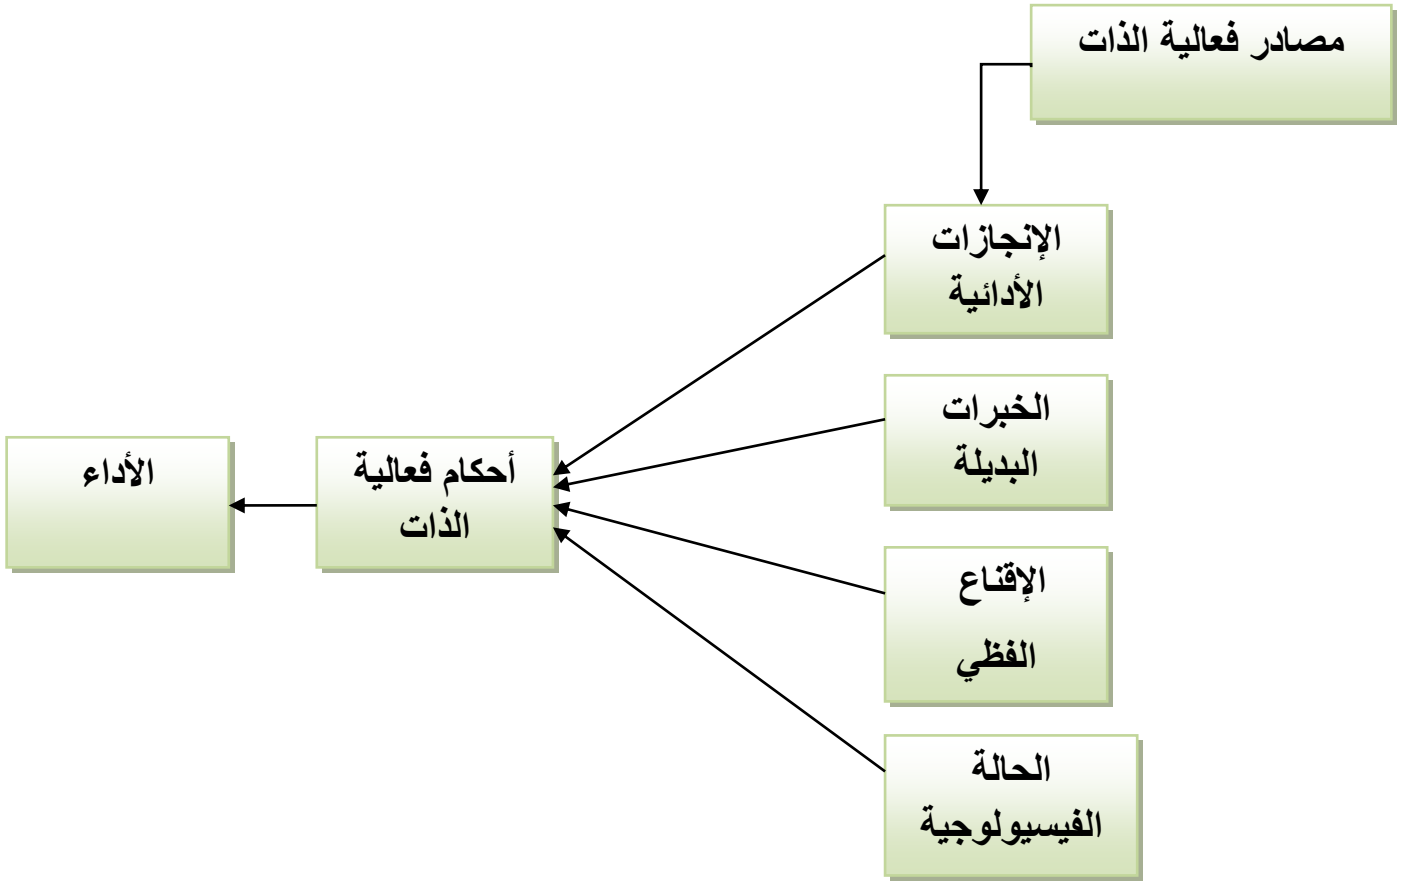 مصادر فعالية الذات
الإنجازات
الأدائية
الخبرات
البديلة
الإقناع
الفظي
الحالة
الفيسيولوجية
أحكام فعالية
الذات
الأداء